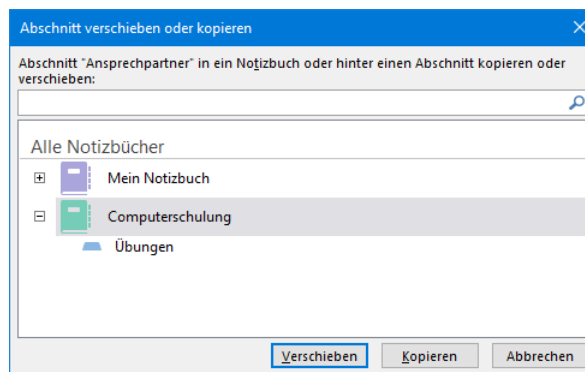 Abschnitt verschieben oder kopieren
Abschnitt "Ansprechpartner" in ein Notizbuch oder hinter einen Abschnitt kopieren oder
verschieben:
Alle Notizbücher
Mein Notizbuch
Computerschulung
Übungen
Verschieben Kopieren Abbrechen